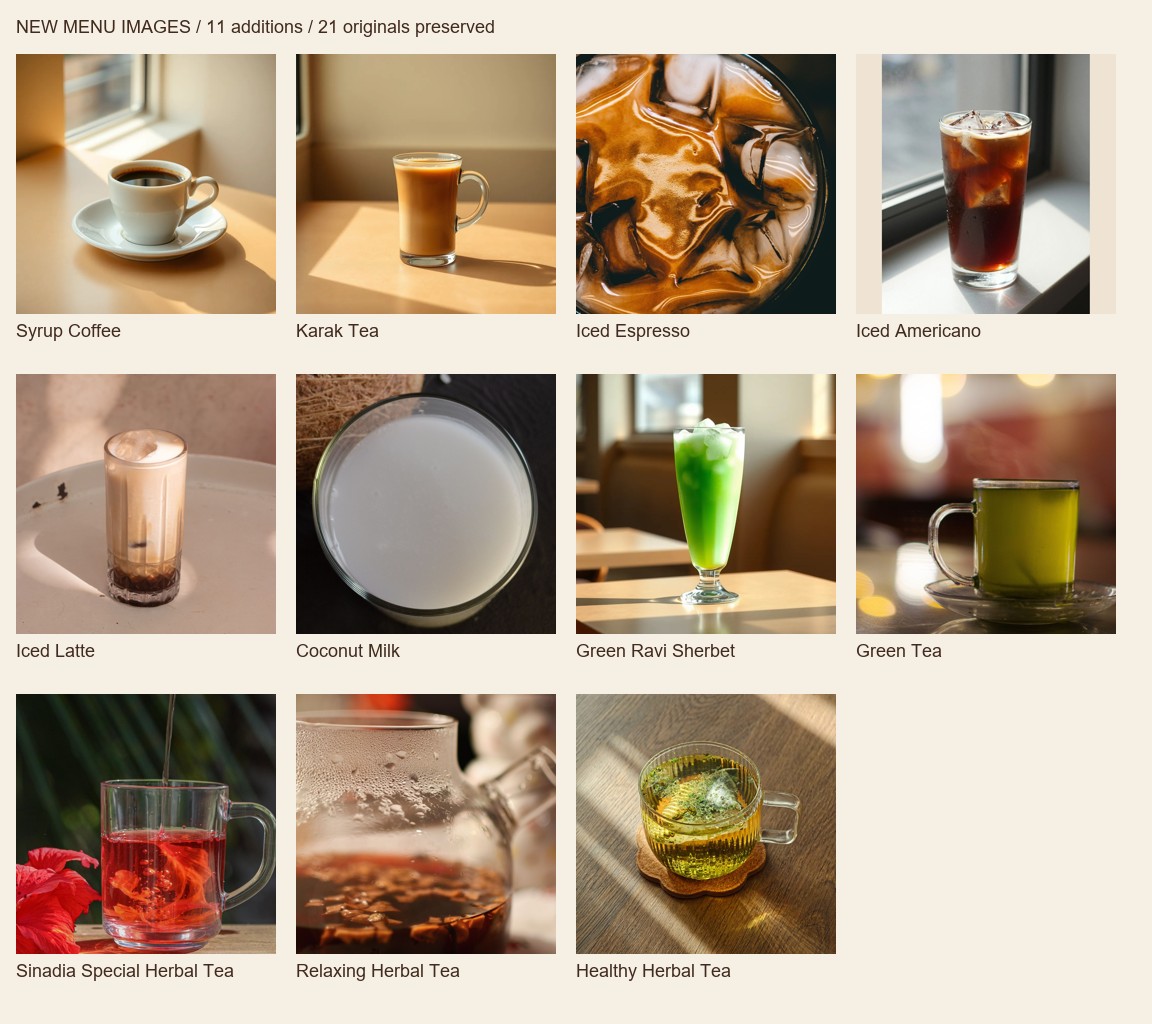 NEW MENU IMAGES / 11 additions / 21 originals preserved
Syrup Coffee
Karak Tea
Iced Espresso
Iced Americano
Iced Latte
Coconut Milk
Green Ravi Sherbet
Green Tea
Sinadia Special Herbal Tea
Relaxing Herbal Tea
Healthy Herbal Tea